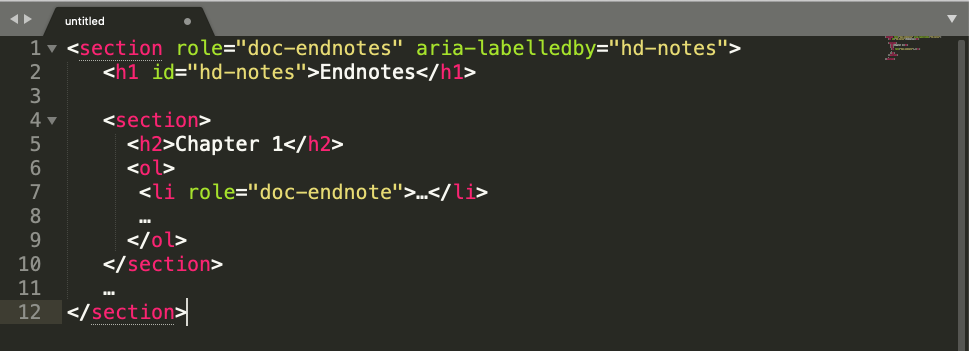 untitled
1 <section role="doc-endnotes" aria-labelledby="hd-notes">
2    <h1 id="hd-notes">Endnotes</h1>
3
4    <section>
5      <h2>Chapter 1</h2>
6      <ol>
7       <li role="doc-endnote">…</li>
8       …
9      </ol>
10    </section>
11    …
12 </section>